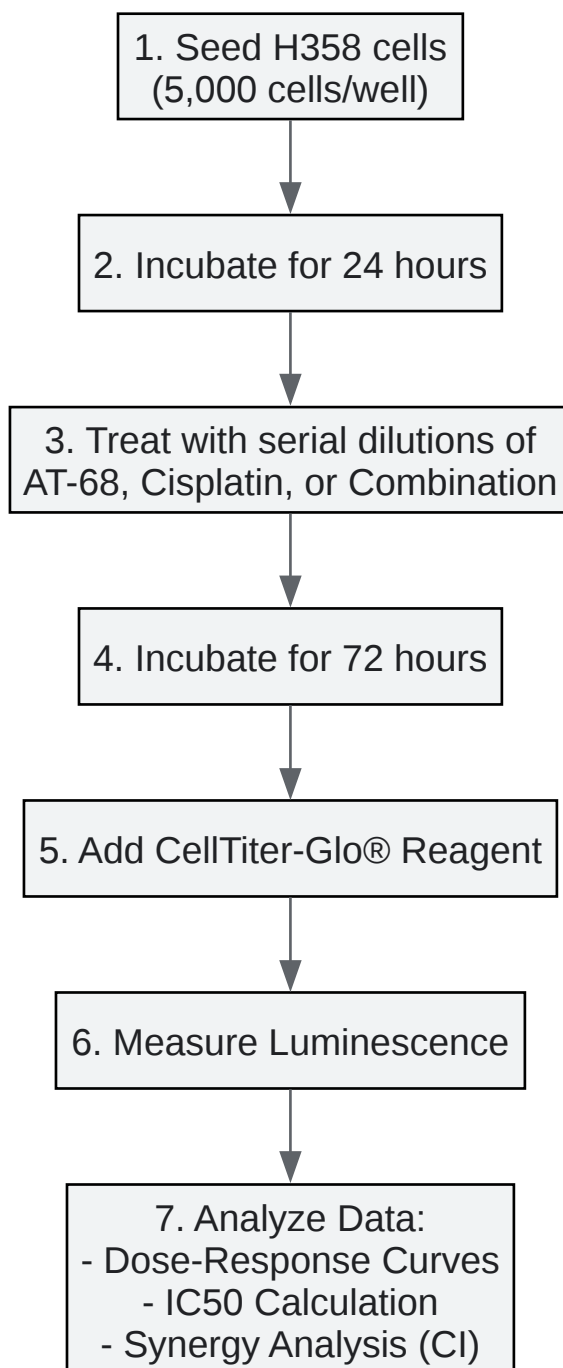 1. Seed H358 cells
(5,000 cells/well)
2. Incubate for 24 hours
3. Treat with serial dilutions of
AT-68, Cisplatin, or Combination
4. Incubate for 72 hours
5. Add CellTiter-Glo® Reagent
6. Measure Luminescence
7. Analyze Data:
- Dose-Response Curves
- IC50 Calculation
- Synergy Analysis (CI)